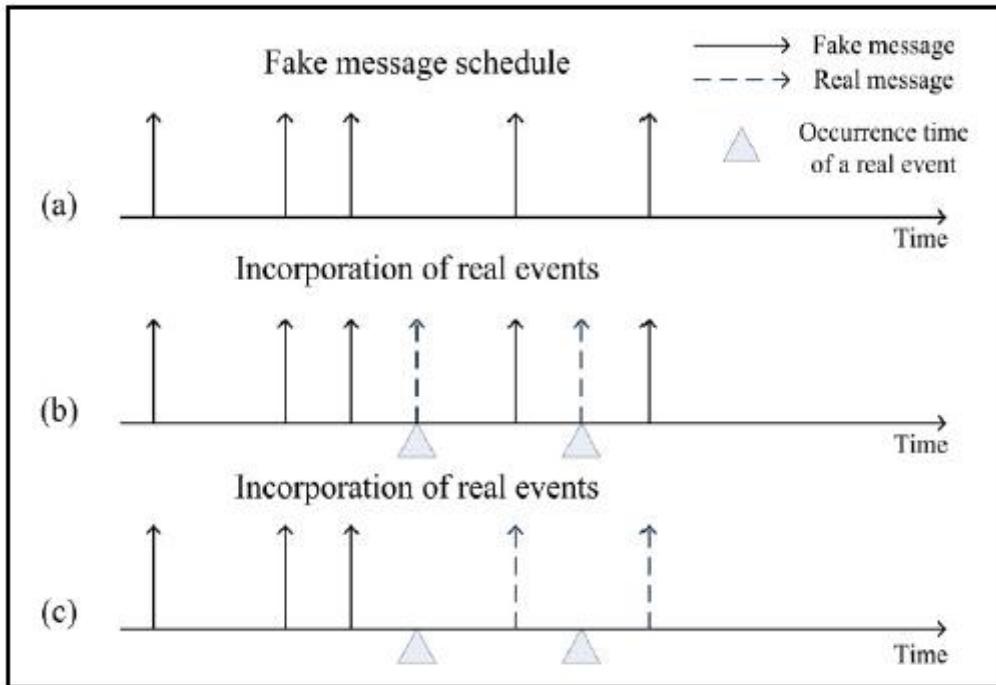 Fake message schedule
Fake message
Real message
Occurrence time
of a real event
(a)
Time
Incorporation of real events
(b)
Time
Incorporation of real events
(c)
Time